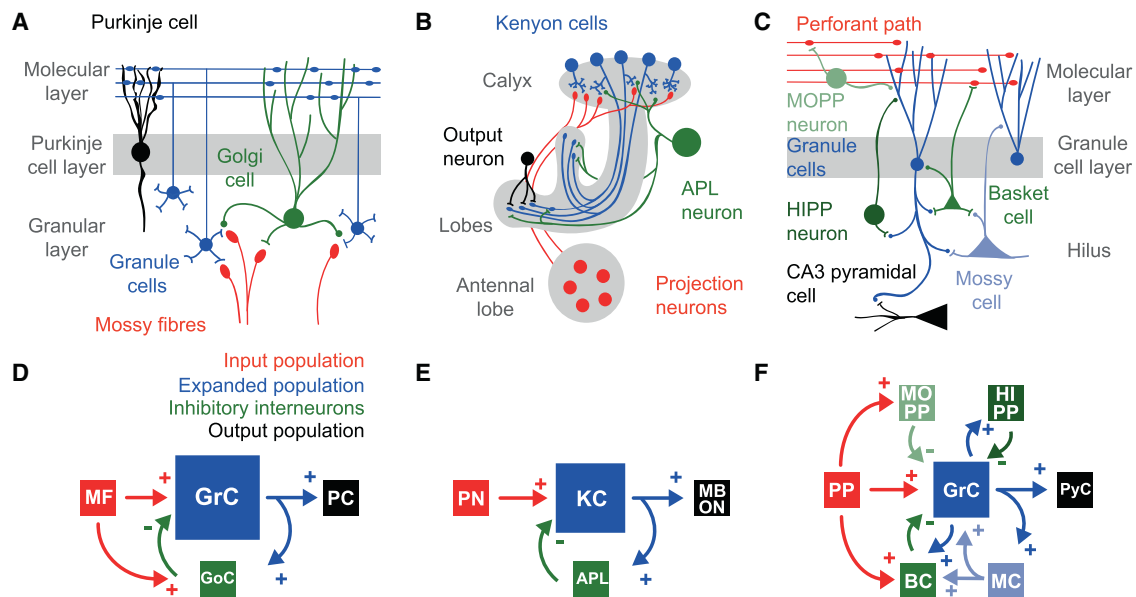 A
Purkinje cell
Molecular
layer
Purkinje
cell layer
Golgi
cell
Granular
layer
Granule
cells
Mossy fibres
B
Kenyon cells
Calyx
Output
neuron
APL
neuron
Lobes
Antennal
lobe
Projection
neurons
C
Perforant path
Molecular
layer
MOPP
neuron
Granule
cells
Granule
cell layer
HIPP
neuron
Basket
cell
Hilus
CA3 pyramidal
cell
Mossy
cell
D
Input population
Expanded population
Inhibitory interneurons
Output population
MF
+
GrC
+
PC
-
GoC
+
+
E
PN
+
KC
+
MB
ON
-
APL
+
F
+
MO
PP
HI
PP
-
+
-
PP
+
GrC
+
PyC
-
+
+
+
+
BC
+
MC